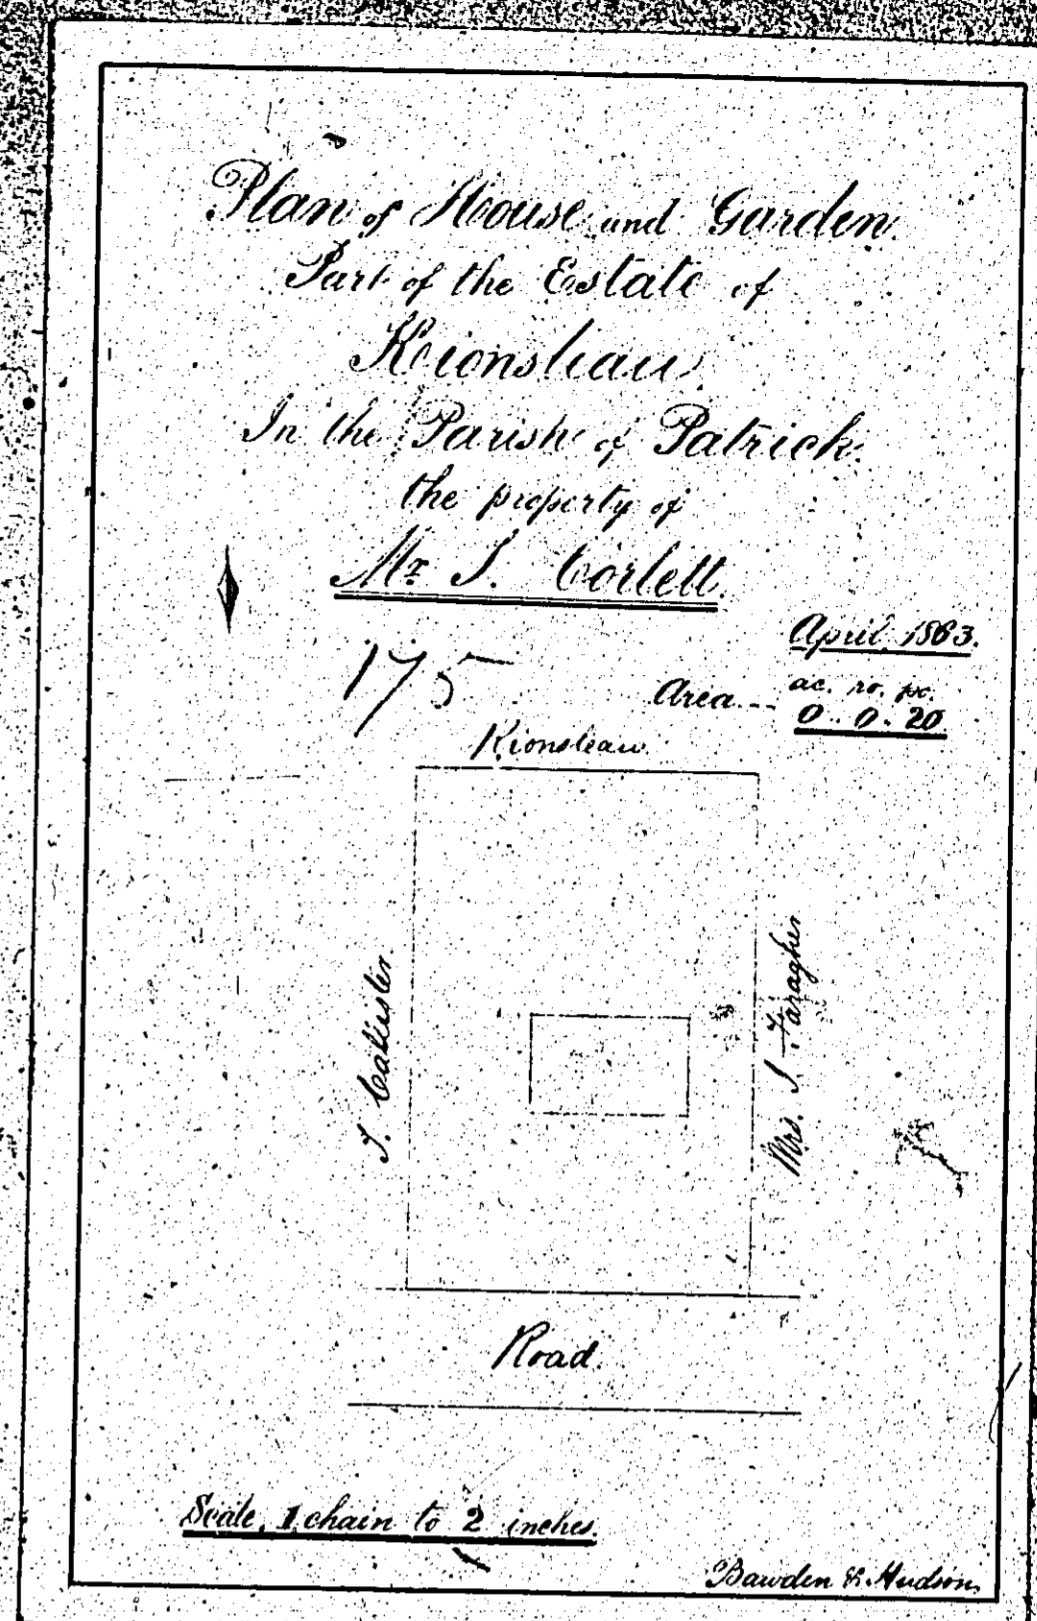 Plan of House and Garden
Part of the Estate of
Kionsleau
In the Parish of Patrick
the property of
Mr J. Corlett.
April 1863.
175
Area -- ac. ro. po.
0 . 0 . 20
Kionsleau
J. Callister
Mrs. J Faragher
Road.
Scale, 1 chain to 2 inches.
Bawden & Hudson